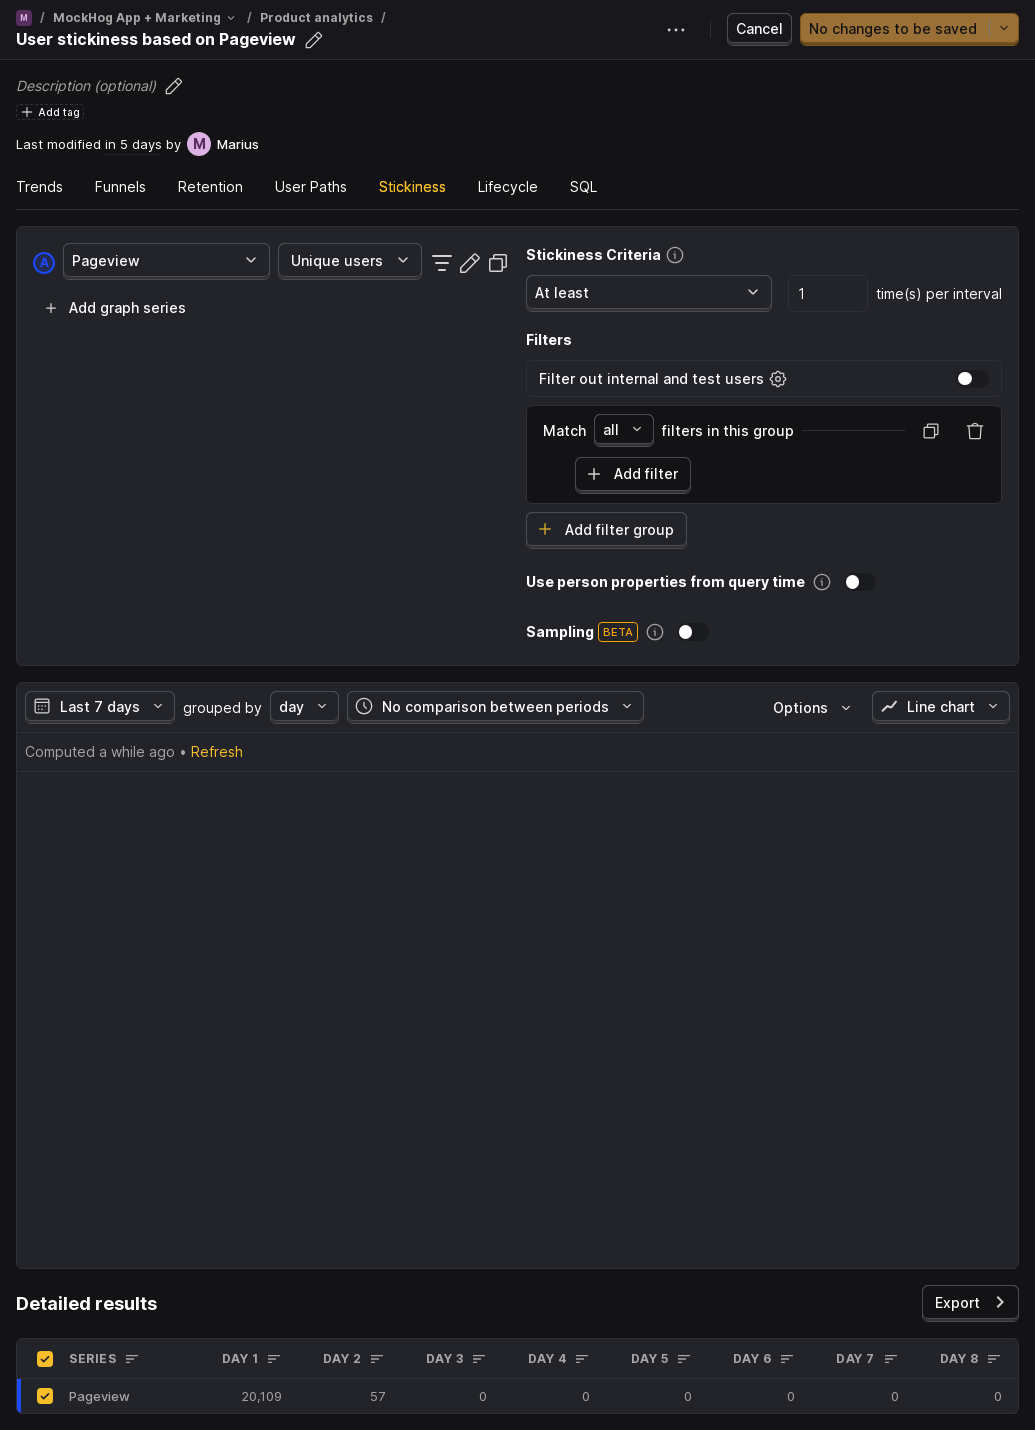 M / MockHog App + Marketing / Product analytics /
User stickiness based on Pageview
Cancel
No changes to be saved
Description (optional)
Add tag
Last modified in 5 days by M Marius
Trends Funnels Retention User Paths Stickiness Lifecycle SQL
A Pageview Unique users
Add graph series
Stickiness Criteria
At least 1 time(s) per interval
Filters
Filter out internal and test users
Match all filters in this group
Add filter
Add filter group
Use person properties from query time
Sampling BETA
Last 7 days grouped by day No comparison between periods Options Line chart
Computed a while ago • Refresh
Detailed results
Export
SERIES DAY 1 DAY 2 DAY 3 DAY 4 DAY 5 DAY 6 DAY 7 DAY 8
Pageview 20,109 57 0 0 0 0 0 0